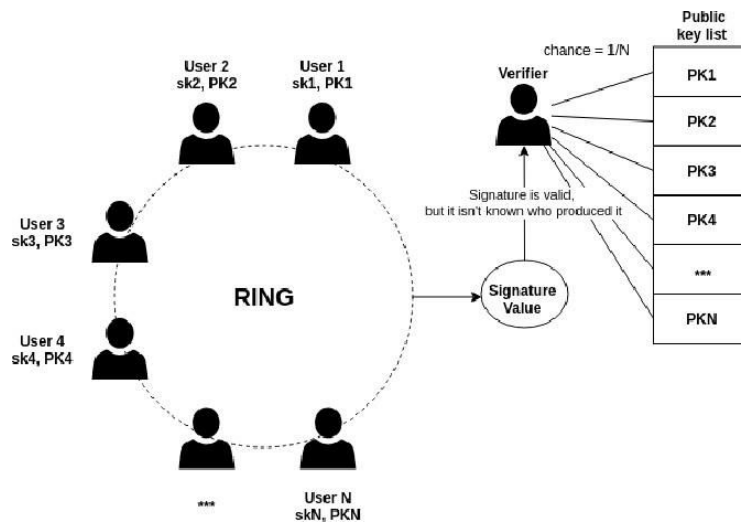 User 2
sk2, PK2
User 1
sk1, PK1
User 3
sk3, PK3
User 4
sk4, PK4
***
User N
skN, PKN
RING
Signature
Value
Signature is valid,
but it isn't known who produced it
Verifier
chance = 1/N
Public
key list
PK1
PK2
PK3
PK4
***
PKN